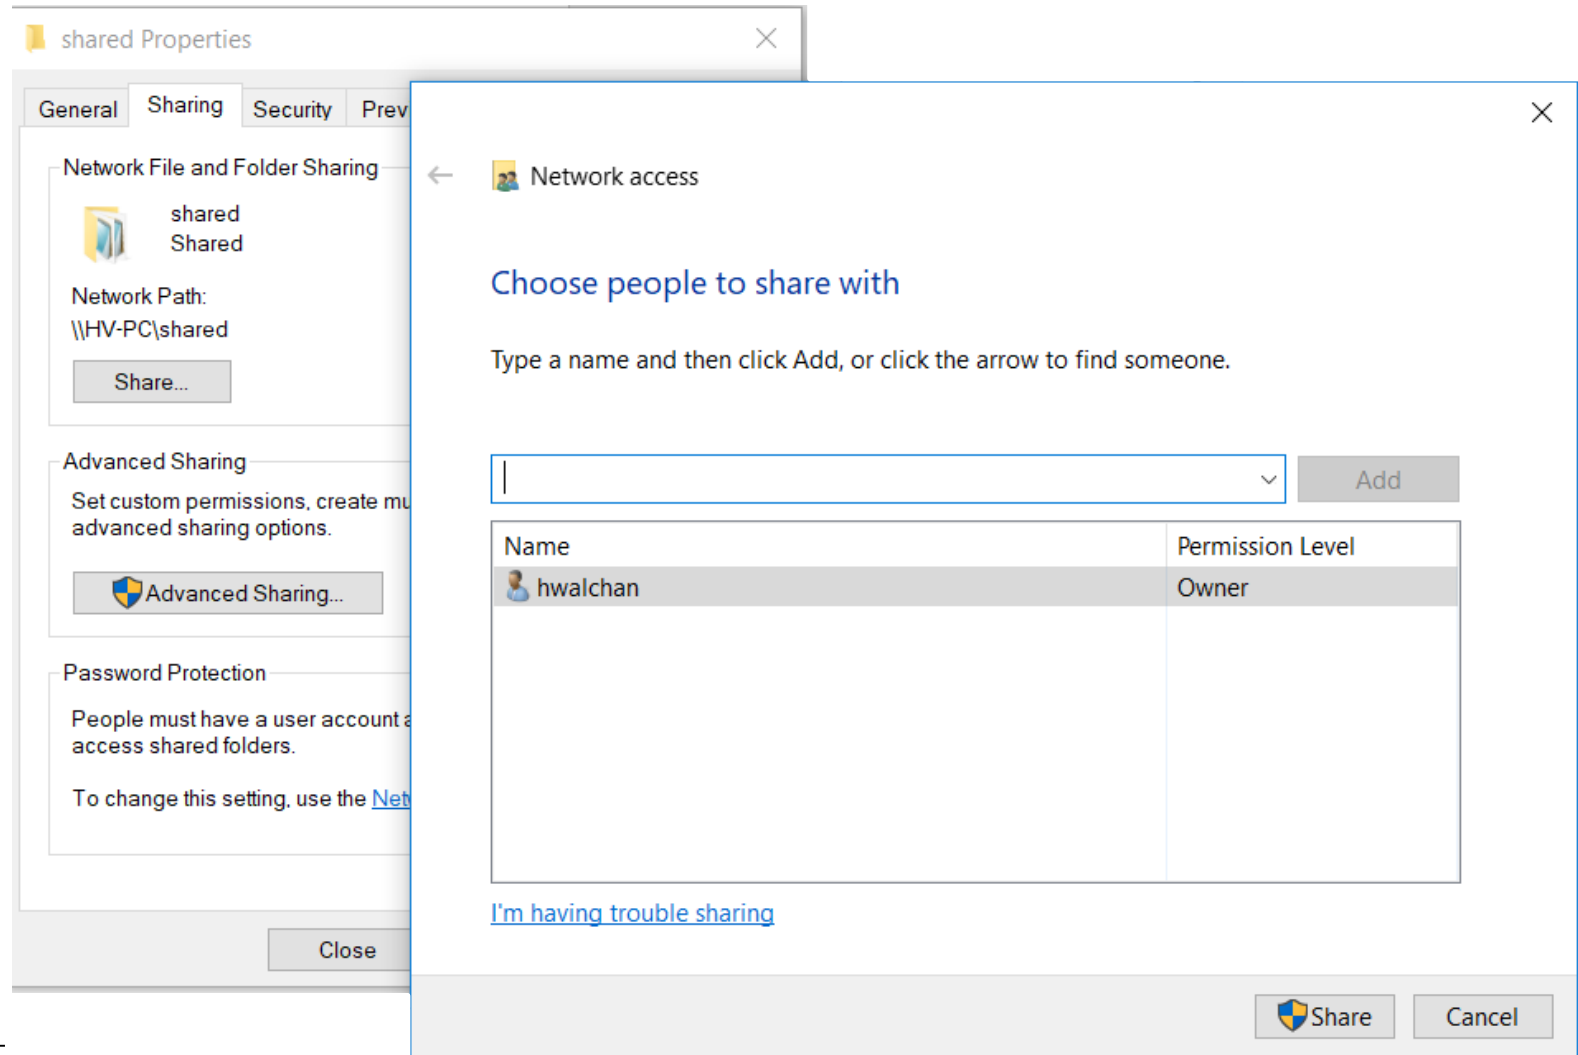 shared Properties
General
Sharing
Security
Prev
Network File and Folder Sharing
shared
Shared
Network Path:
\\HV-PC\shared
Share...
Advanced Sharing
Set custom permissions, create mu
advanced sharing options.
Advanced Sharing...
Password Protection
People must have a user account a
access shared folders.
To change this setting, use the Netw
Close
Network access
Choose people to share with
Type a name and then click Add, or click the arrow to find someone.
Add
Name Permission Level
hwalchan Owner
I'm having trouble sharing
Share
Cancel